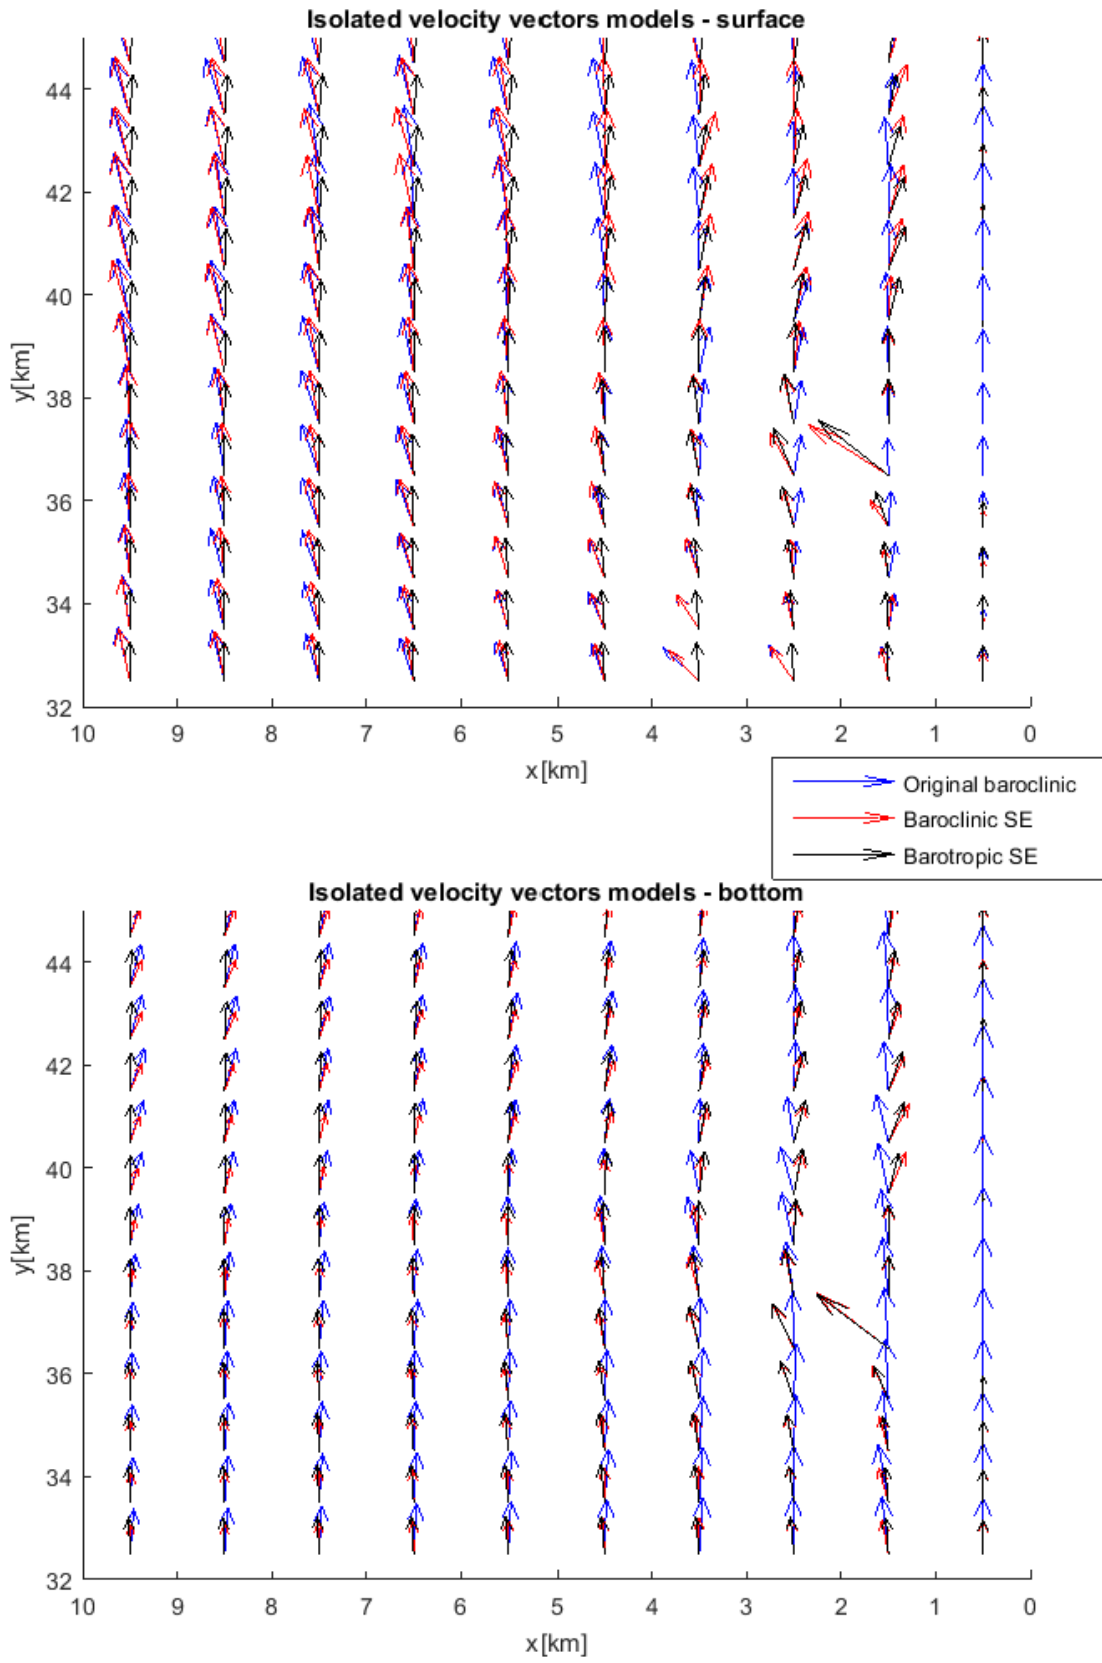 Isolated velocity vectors models - surface
44
42
40
38
36
34
32
y[km]
10 9 8 7 6 5 4 3 2 1 0
x[km]
Original baroclinic
Baroclinic SE
Barotropic SE
Isolated velocity vectors models - bottom
44
42
40
38
36
34
32
y[km]
10 9 8 7 6 5 4 3 2 1 0
x[km]